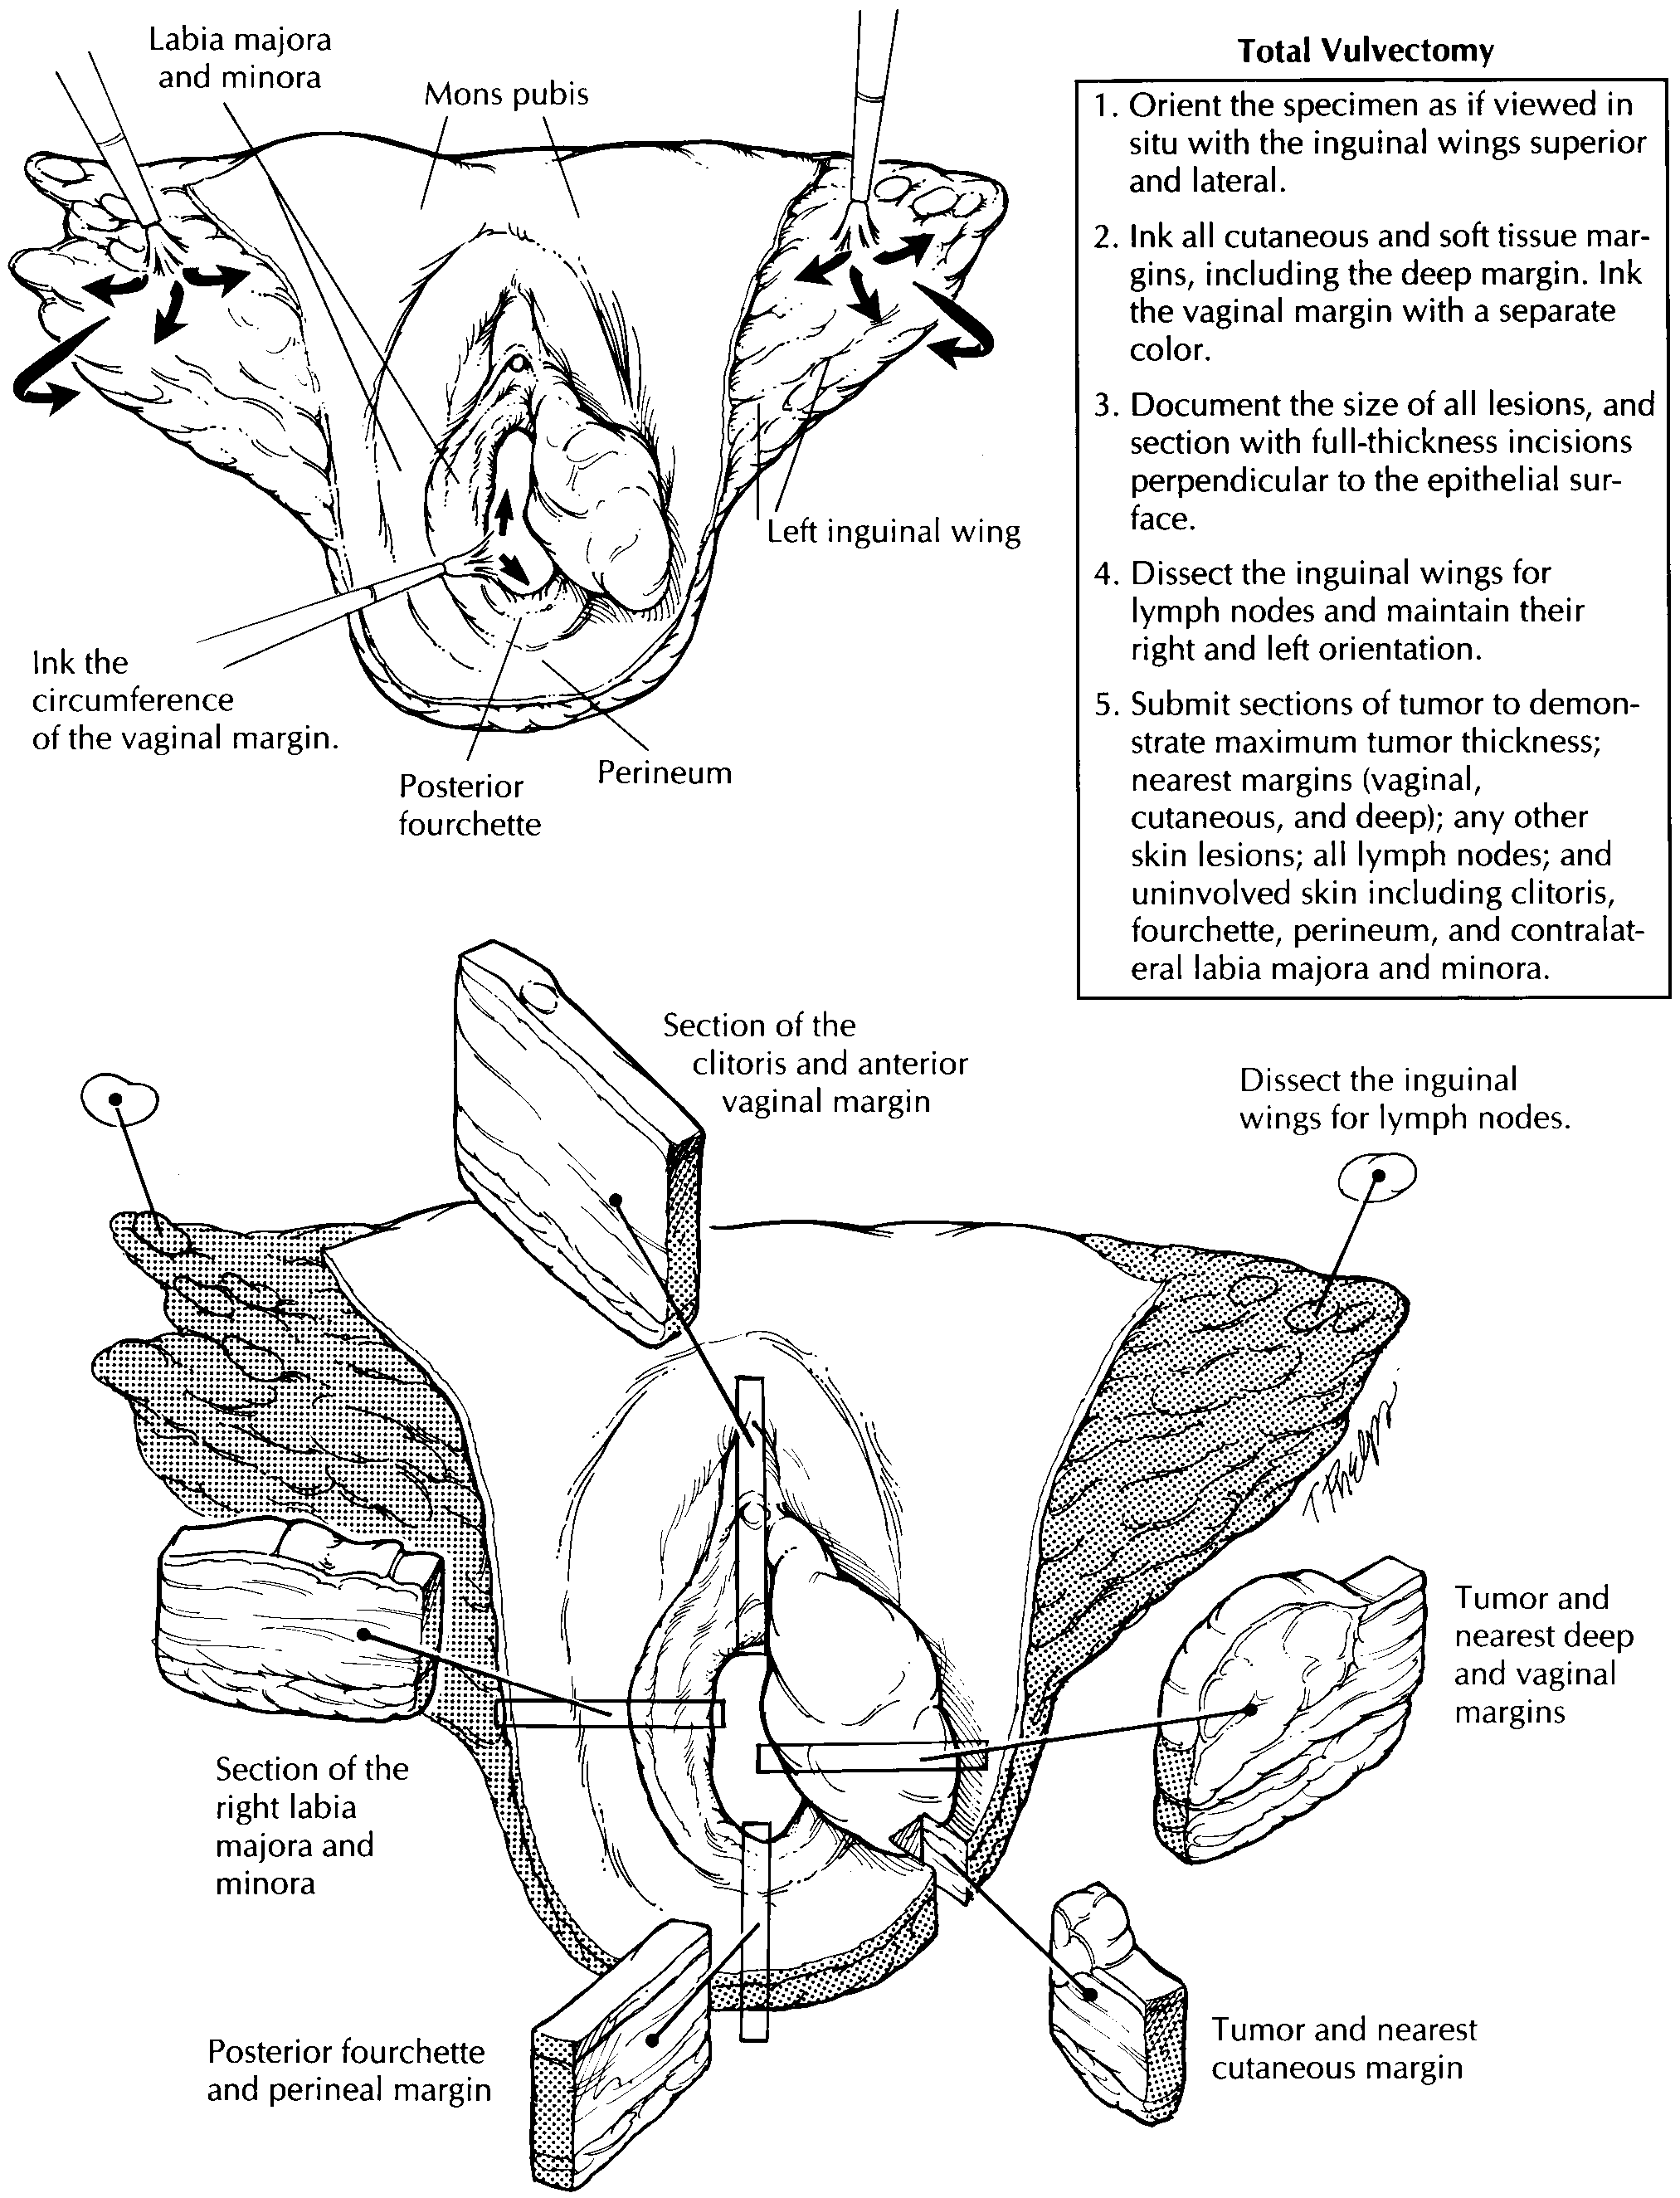 Labia majora
and minora
Mons pubis
Left inguinal wing
Ink the
circumference
of the vaginal margin.
Posterior
fourchette
Perineum
Total Vulvectomy
1. Orient the specimen as if viewed in
situ with the inguinal wings superior
and lateral.
2. Ink all cutaneous and soft tissue mar-
gins, including the deep margin. Ink
the vaginal margin with a separate
color.
3. Document the size of all lesions, and
section with full-thickness incisions
perpendicular to the epithelial sur-
face.
4. Dissect the inguinal wings for
lymph nodes and maintain their
right and left orientation.
5. Submit sections of tumor to demon-
strate maximum tumor thickness;
nearest margins (vaginal,
cutaneous, and deep); any other
skin lesions; all lymph nodes; and
uninvolved skin including clitoris,
fourchette, perineum, and contralat-
eral labia majora and minora.
Section of the
clitoris and anterior
vaginal margin
Dissect the inguinal
wings for lymph nodes.
T Phelps
Tumor and
nearest deep
and vaginal
margins
Section of the
right labia
majora and
minora
Posterior fourchette
and perineal margin
Tumor and nearest
cutaneous margin